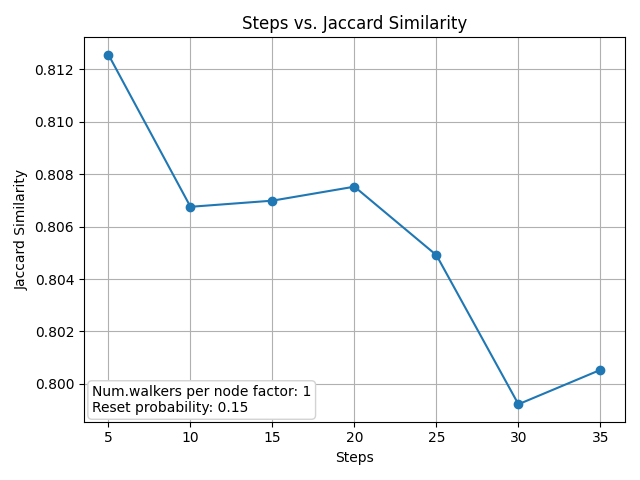 Steps vs. Jaccard Similarity
Jaccard Similarity
0.812
0.810
0.808
0.806
0.804
0.802
0.800
Num.walkers per node factor: 1
Reset probability: 0.15
5 10 15 20 25 30 35
Steps